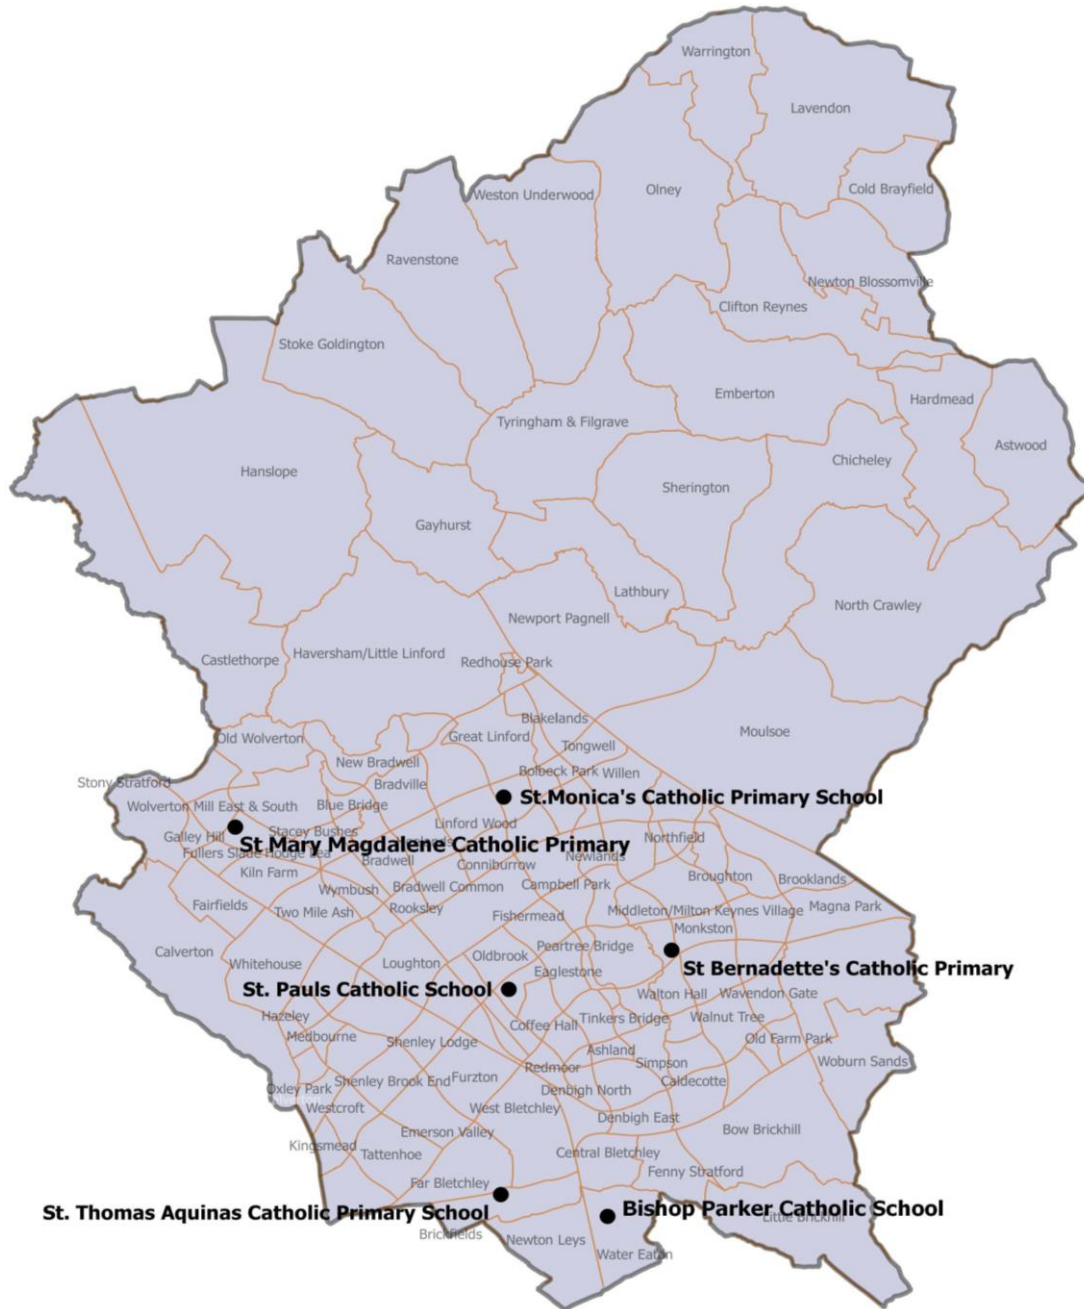 Warrington
Lavendon
Cold Brayfield
Olney
Weston Underwood
Ravenstone
Newton Blossomville
Clifton Reynes
Stoke Goldington
Emberton
Hardmead
Tyringham & Filgrave
Astwood
Chicheley
Hanslope
Sherington
Gayhurst
Lathbury
North Crawley
Newport Pagnell
Haversham/Little Linford
Castlethorpe
Redhouse Park
Blakelands
Moulsoe
Old Wolverton
Great Linford
Tongwell
New Bradwell
Bolbeck Park
Willen
Stony Stratford
Bradville
St.Monica's Catholic Primary School
Wolverton Mill East & South
Blue Bridge
Linford Wood
Galley Hill
Stacey Bushes
Northfield
St Mary Magdalene Catholic Primary
Fullers Slade
Hodge Lea
Newlands
Bradwell
Conniburrow
Kiln Farm
Broughton
Brooklands
Wymbush
Bradwell Common
Campbell Park
Fairfields
Two Mile Ash
Rooksley
Fishermead
Middleton/Milton Keynes Village
Magna Park
Monkston
Calverton
Peartree Bridge
Oldbrook
Whitehouse
Loughton
Eaglestone
St Bernadette's Catholic Primary
St. Pauls Catholic School
Walton Hall
Wavendon Gate
Hazeley
Coffee Hall
Tinkers Bridge
Walnut Tree
Medbourne
Shenley Lodge
Old Farm Park
Ashland
Redmoor
Simpson
Woburn Sands
Oxley Park
Shenley Brook End
Furzton
Denbigh North
Caldecotte
Westcroft
West Bletchley
Denbigh East
Emerson Valley
Bow Brickhill
Kingsmead
Tattenhoe
Central Bletchley
Fenny Stratford
Far Bletchley
St. Thomas Aquinas Catholic Primary School
Bishop Parker Catholic School
Little Brickhill
Brickfields
Newton Leys
Water Eaton